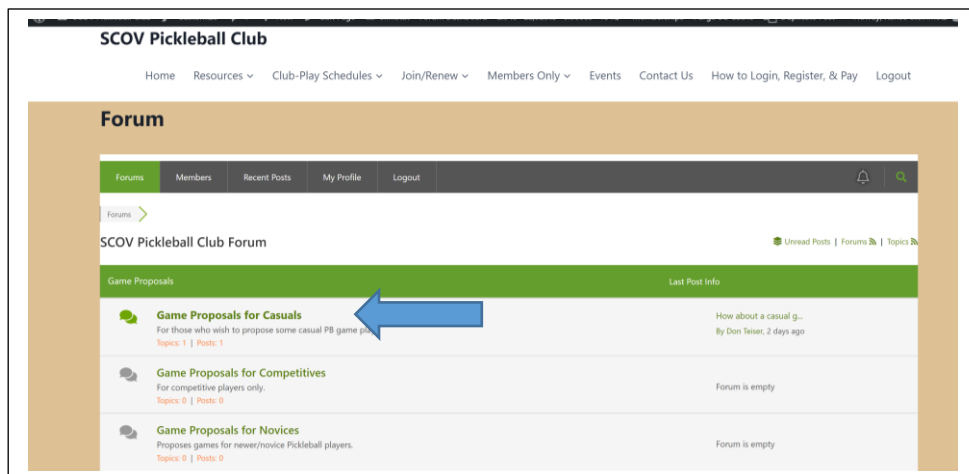 SCOV Pickleball Club
Home Resources Club-Play Schedules Join/Renew Members Only Events Contact Us How to Login, Register, & Pay Logout
Forum
Forums Members Recent Posts My Profile Logout
Forums
SCOV Pickleball Club Forum
Unread Posts | Forums | Topics
Game Proposals Last Post Info
Game Proposals for Casuals
How about a casual g...
For those who wish to propose some casual PB game
By Don Teiser, 2 days ago
Topics: 1 | Posts: 1
Game Proposals for Competitives
For competitive players only.
Forum is empty
Topics: 0 | Posts: 0
Game Proposals for Novices
Proposes games for newer/novice Pickleball players.
Forum is empty
Topics: 0 | Posts: 0